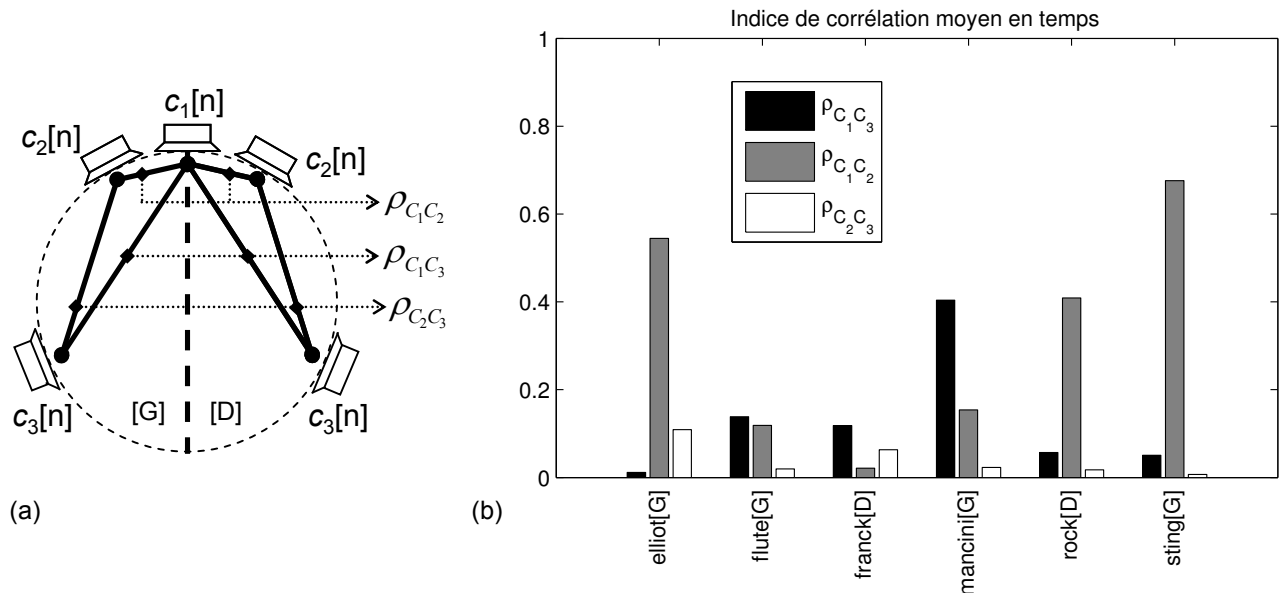 c1[n]
c2[n]
c2[n]
ρC1C2
ρC1C3
ρC2C3
c3[n]
[G]
[D]
c3[n]
(a)
Indice de corrélation moyen en temps
1
0.8
0.6
0.4
0.2
0
ρC1C3
ρC1C2
ρC2C3
elliot[G]
flute[G]
franck[D]
mancini[G]
rock[D]
sting[G]
(b)